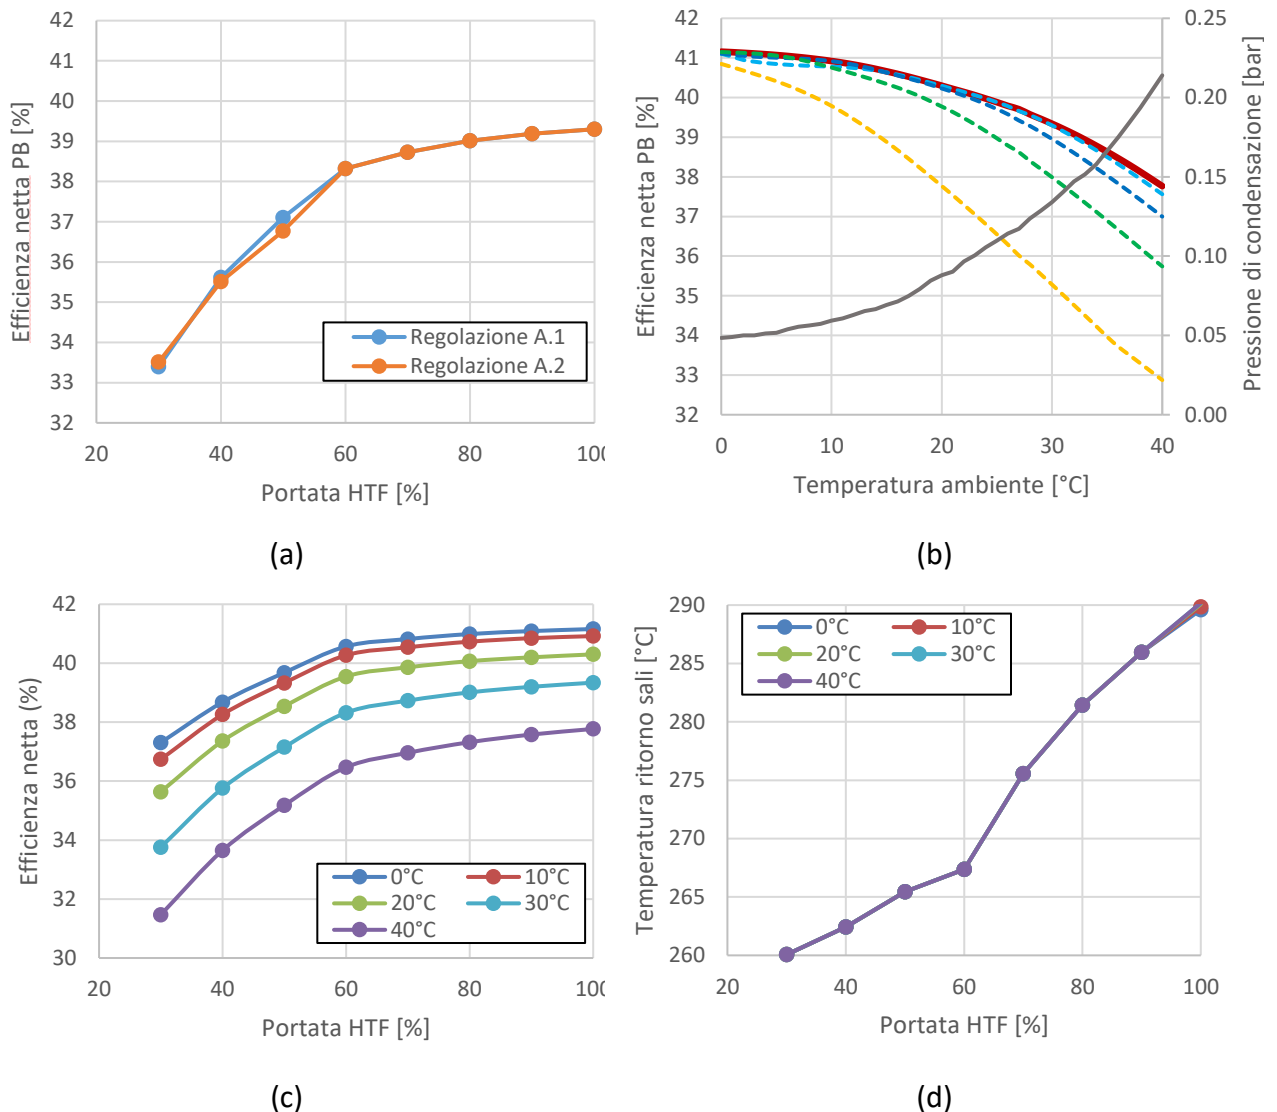 42
41
40
39
38
37
36
35
34
33
32
Efficienza netta PB [%]
Regolazione A.1
Regolazione A.2
20
40
60
80
100
Portata HTF [%]
(a)
42
41
40
39
38
37
36
35
34
33
32
Efficienza netta PB [%]
0.25
0.20
0.15
0.10
0.05
0.00
Pressione di condensazione [bar]
0
10
20
30
40
Temperatura ambiente [°C]
(b)
42
40
38
36
34
32
30
Efficienza netta (%)
0°C
10°C
20°C
30°C
40°C
20
40
60
80
100
Portata HTF [%]
(c)
290
285
280
275
270
265
260
Temperatura ritorno sali [°C]
0°C
10°C
20°C
30°C
40°C
20
40
60
80
100
Portata HTF [%]
(d)